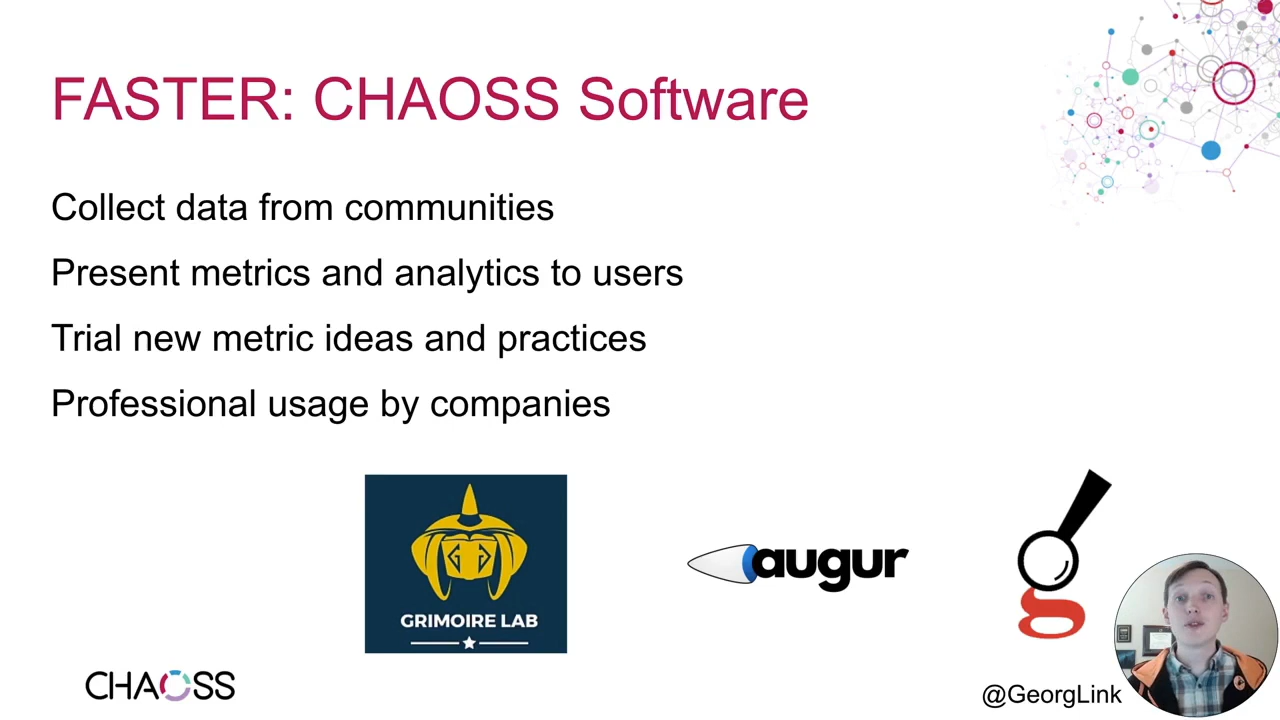 FASTER: CHAOSS Software
Collect data from communities
Present metrics and analytics to users
Trial new metric ideas and practices
Professional usage by companies
GRIMOIRE LAB
augur
g
CHAOSS
@GeorgLink